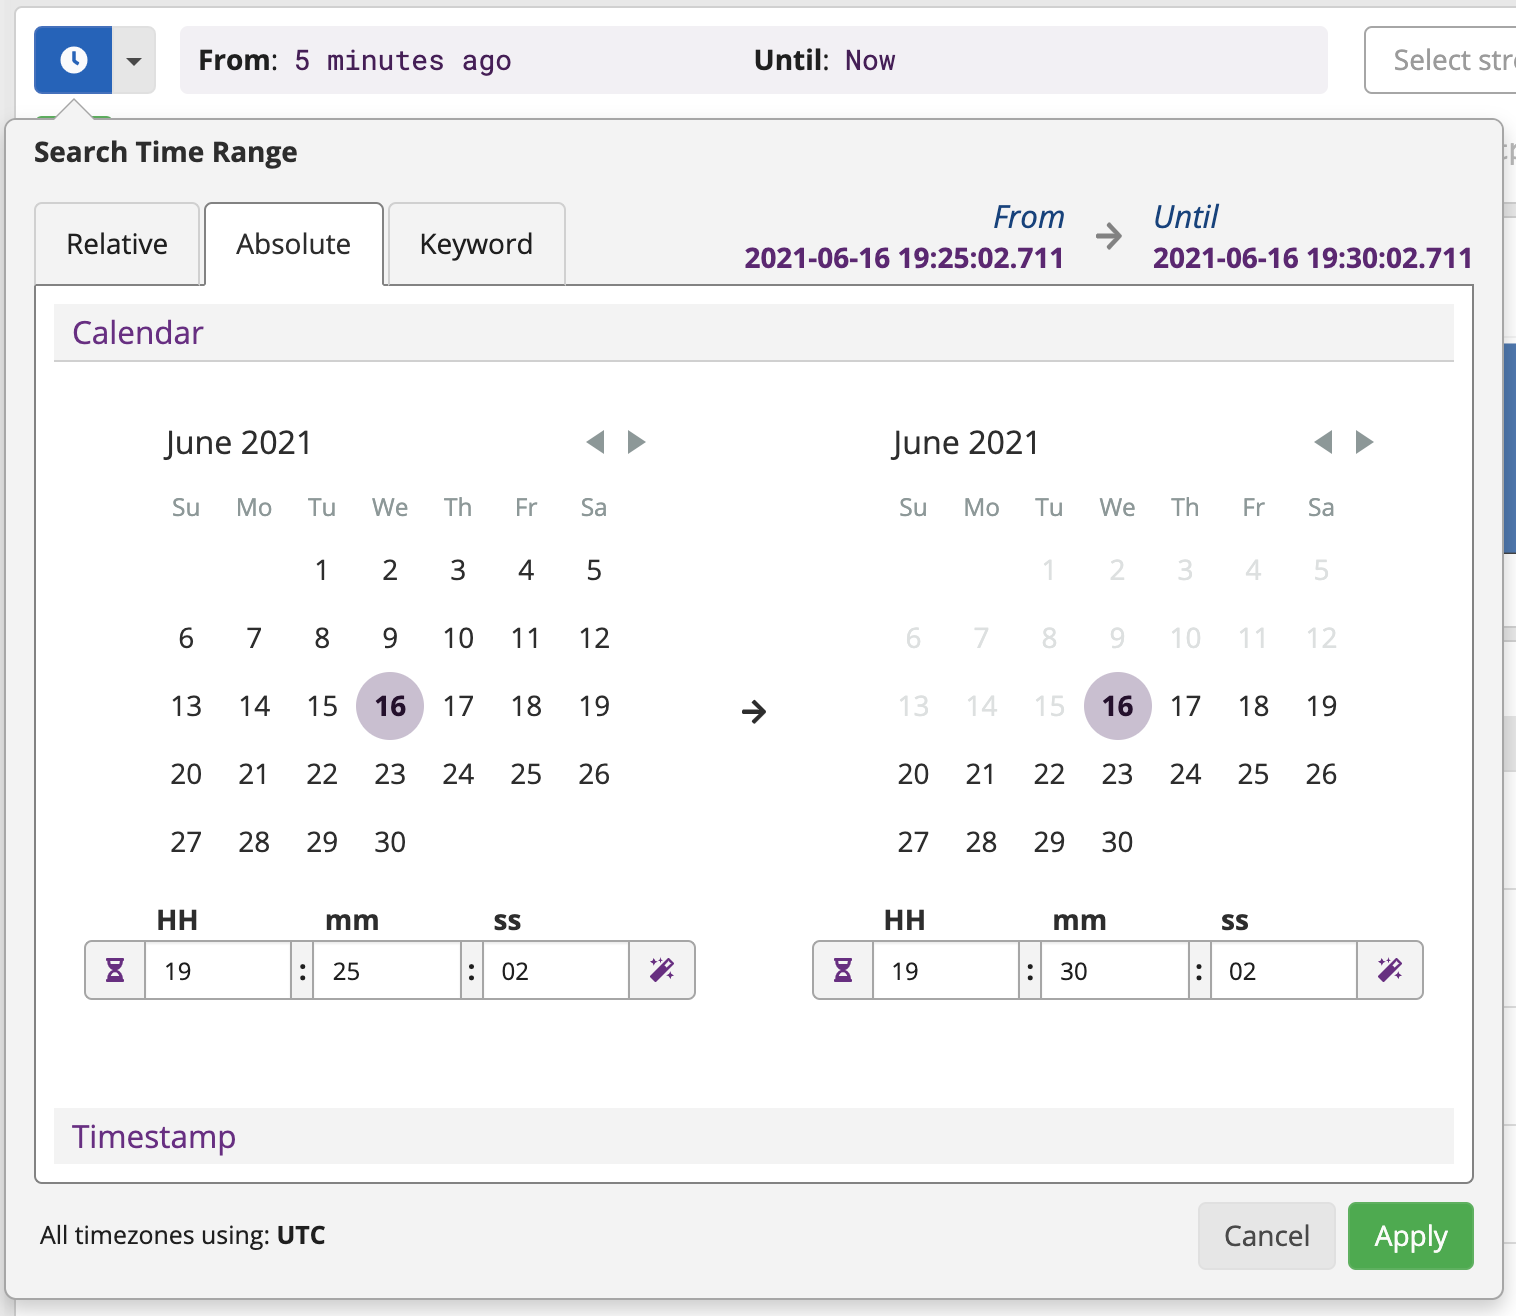 From: 5 minutes ago Until: Now
Search Time Range
Relative Absolute Keyword
From Until
2021-06-16 19:25:02.711 2021-06-16 19:30:02.711
Calendar
June 2021 June 2021
Su Mo Tu We Th Fr Sa Su Mo Tu We Th Fr Sa
1 2 3 4 5 1 2 3 4 5
6 7 8 9 10 11 12 6 7 8 9 10 11 12
13 14 15 16 17 18 19 13 14 15 16 17 18 19
20 21 22 23 24 25 26 20 21 22 23 24 25 26
27 28 29 30 27 28 29 30
HH mm ss HH mm ss
19 : 25 : 02 19 : 30 : 02
Timestamp
All timezones using: UTC Cancel Apply